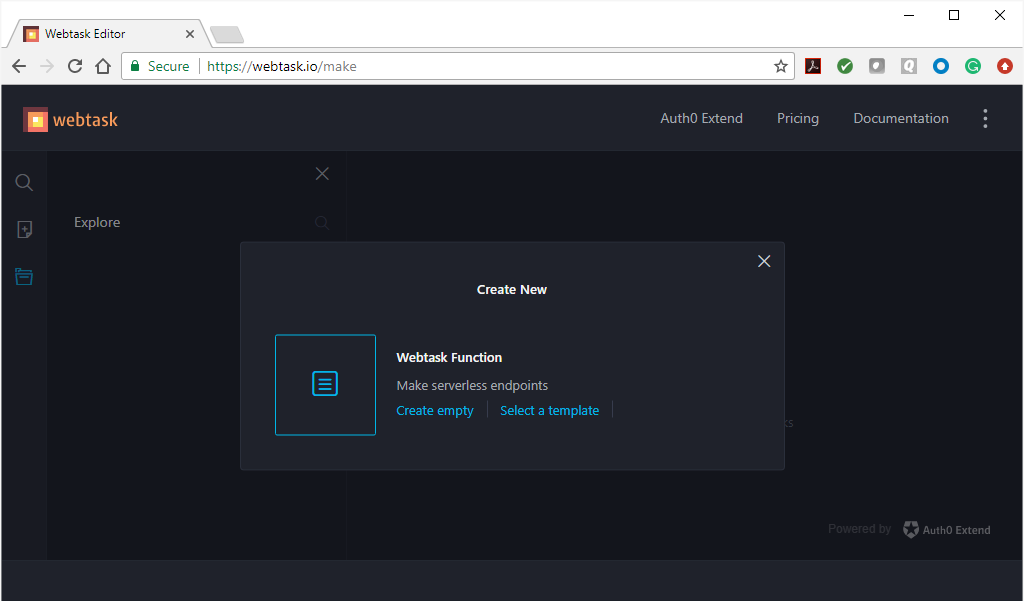 Webtask Editor
Secure https://webtask.io/make
webtask
Auth0 Extend Pricing Documentation
Explore
Create New
Webtask Function
Make serverless endpoints
Create empty Select a template
Powered by Auth0 Extend